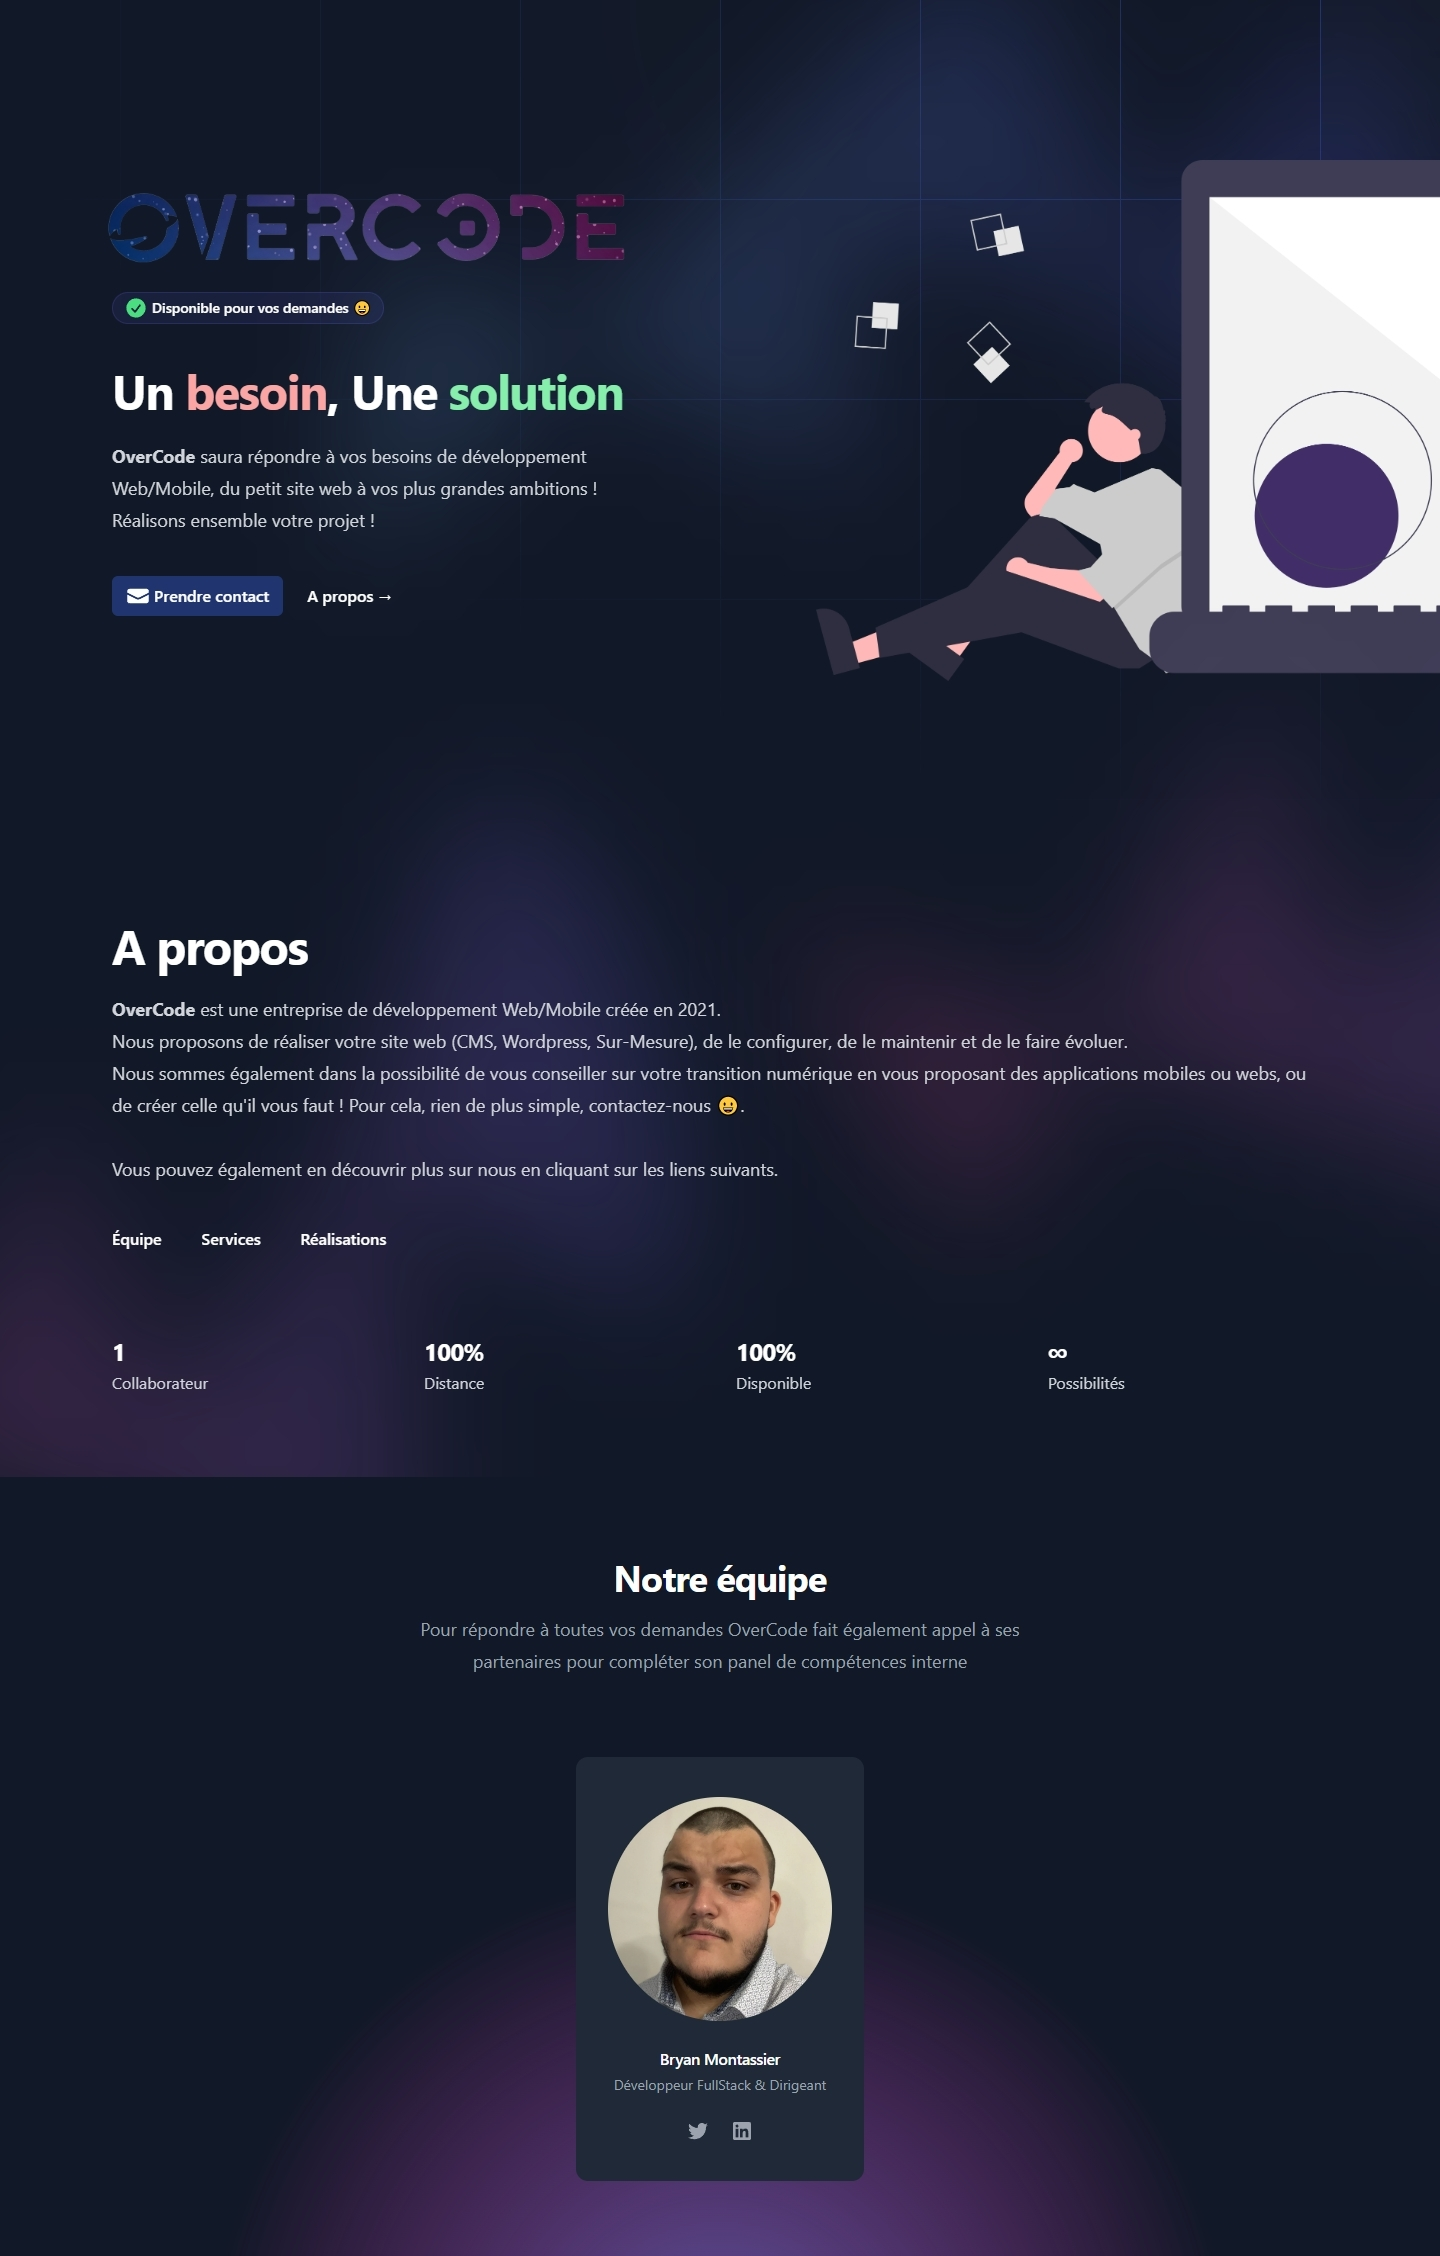 OVERCODE
Disponible pour vos demandes 😀
Un besoin, Une solution
OverCode saura répondre à vos besoins de développement
Web/Mobile, du petit site web à vos plus grandes ambitions !
Réalisons ensemble votre projet !
Prendre contact
A propos →
A propos
OverCode est une entreprise de développement Web/Mobile créée en 2021.
Nous proposons de réaliser votre site web (CMS, Wordpress, Sur-Mesure), de le configurer, de le maintenir et de le faire évoluer.
Nous sommes également dans la possibilité de vous conseiller sur votre transition numérique en vous proposant des applications mobiles ou webs, ou
de créer celle qu'il vous faut ! Pour cela, rien de plus simple, contactez-nous 😀.
Vous pouvez également en découvrir plus sur nous en cliquant sur les liens suivants.
Équipe
Services
Réalisations
1
Collaborateur
100%
Distance
100%
Disponible
∞
Possibilités
Notre équipe
Pour répondre à toutes vos demandes OverCode fait également appel à ses
partenaires pour compléter son panel de compétences interne
Bryan Montassier
Développeur FullStack & Dirigeant